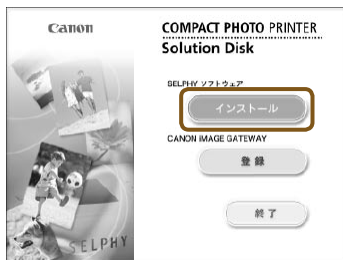 Canon
COMPACT PHOTO PRINTER
Solution Disk
SELPHY ソフトウェア
インストール
CANON iMAGE GATEWAY
登録
終了
SELPHY